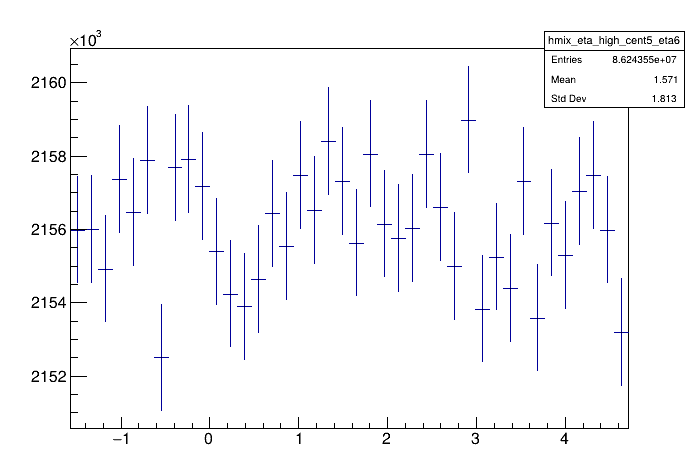 ×10³
hmix_eta_high_cent5_eta6
Entries 8.624355e+07
Mean 1.571
Std Dev 1.813
2160
2158
2156
2154
2152
−1 0 1 2 3 4